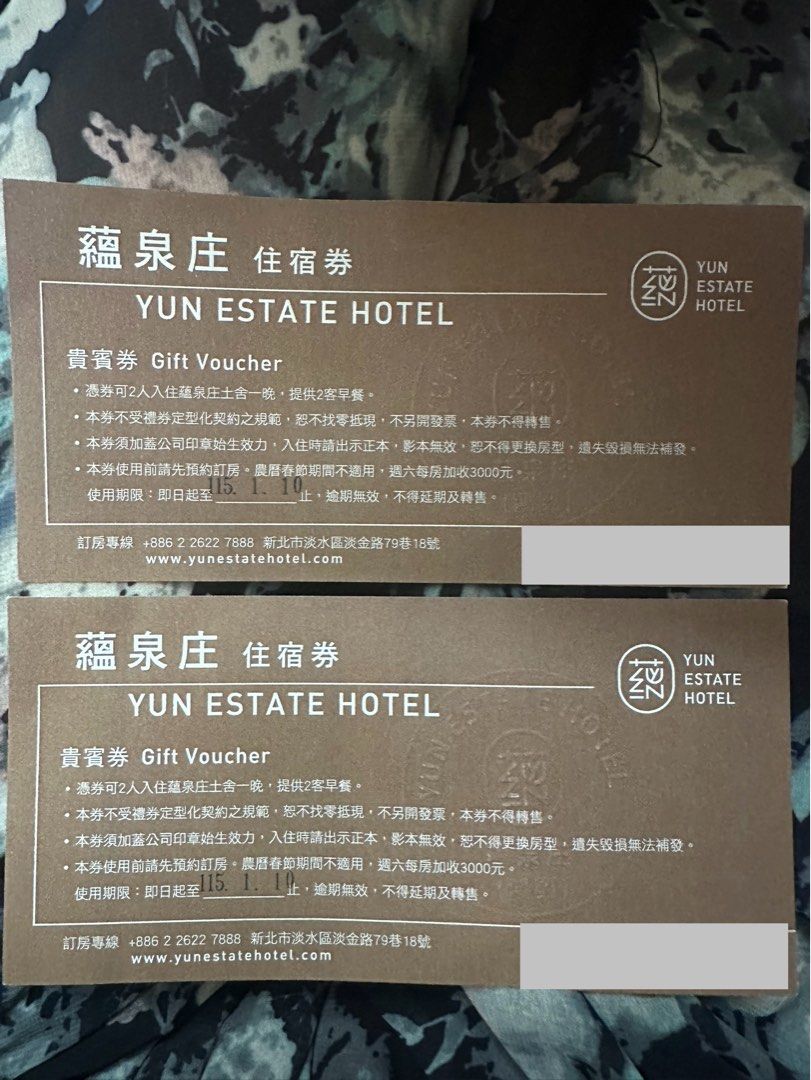 蘊泉庄 住宿券
YUN ESTATE HOTEL
YUN
ESTATE
HOTEL
貴賓券 Gift Voucher
• 憑券可2人入住蘊泉庄土舍一晚，提供2客早餐。
• 本券不受禮券定型化契約之規範，恕不找零抵現，不另開發票，本券不得轉售。
• 本券須加蓋公司印章始生效力，入住時請出示正本，影本無效，恕不得更換房型，遺失毀損無法補發。
• 本券使用前請先預約訂房。農曆春節期間不適用，週六每房加收3000元。
使用期限：即日起至115. 1. 10止，逾期無效，不得延期及轉售。
訂房專線 +886 2 2622 7888 新北市淡水區淡金路79巷18號
www.yunestatehotel.com
蘊泉庄 住宿券
YUN ESTATE HOTEL
YUN
ESTATE
HOTEL
貴賓券 Gift Voucher
• 憑券可2人入住蘊泉庄土舍一晚，提供2客早餐。
• 本券不受禮券定型化契約之規範，恕不找零抵現，不另開發票，本券不得轉售。
• 本券須加蓋公司印章始生效力，入住時請出示正本，影本無效，恕不得更換房型，遺失毀損無法補發。
• 本券使用前請先預約訂房。農曆春節期間不適用，週六每房加收3000元。
使用期限：即日起至115. 1. 10止，逾期無效，不得延期及轉售。
訂房專線 +886 2 2622 7888 新北市淡水區淡金路79巷18號
www.yunestatehotel.com